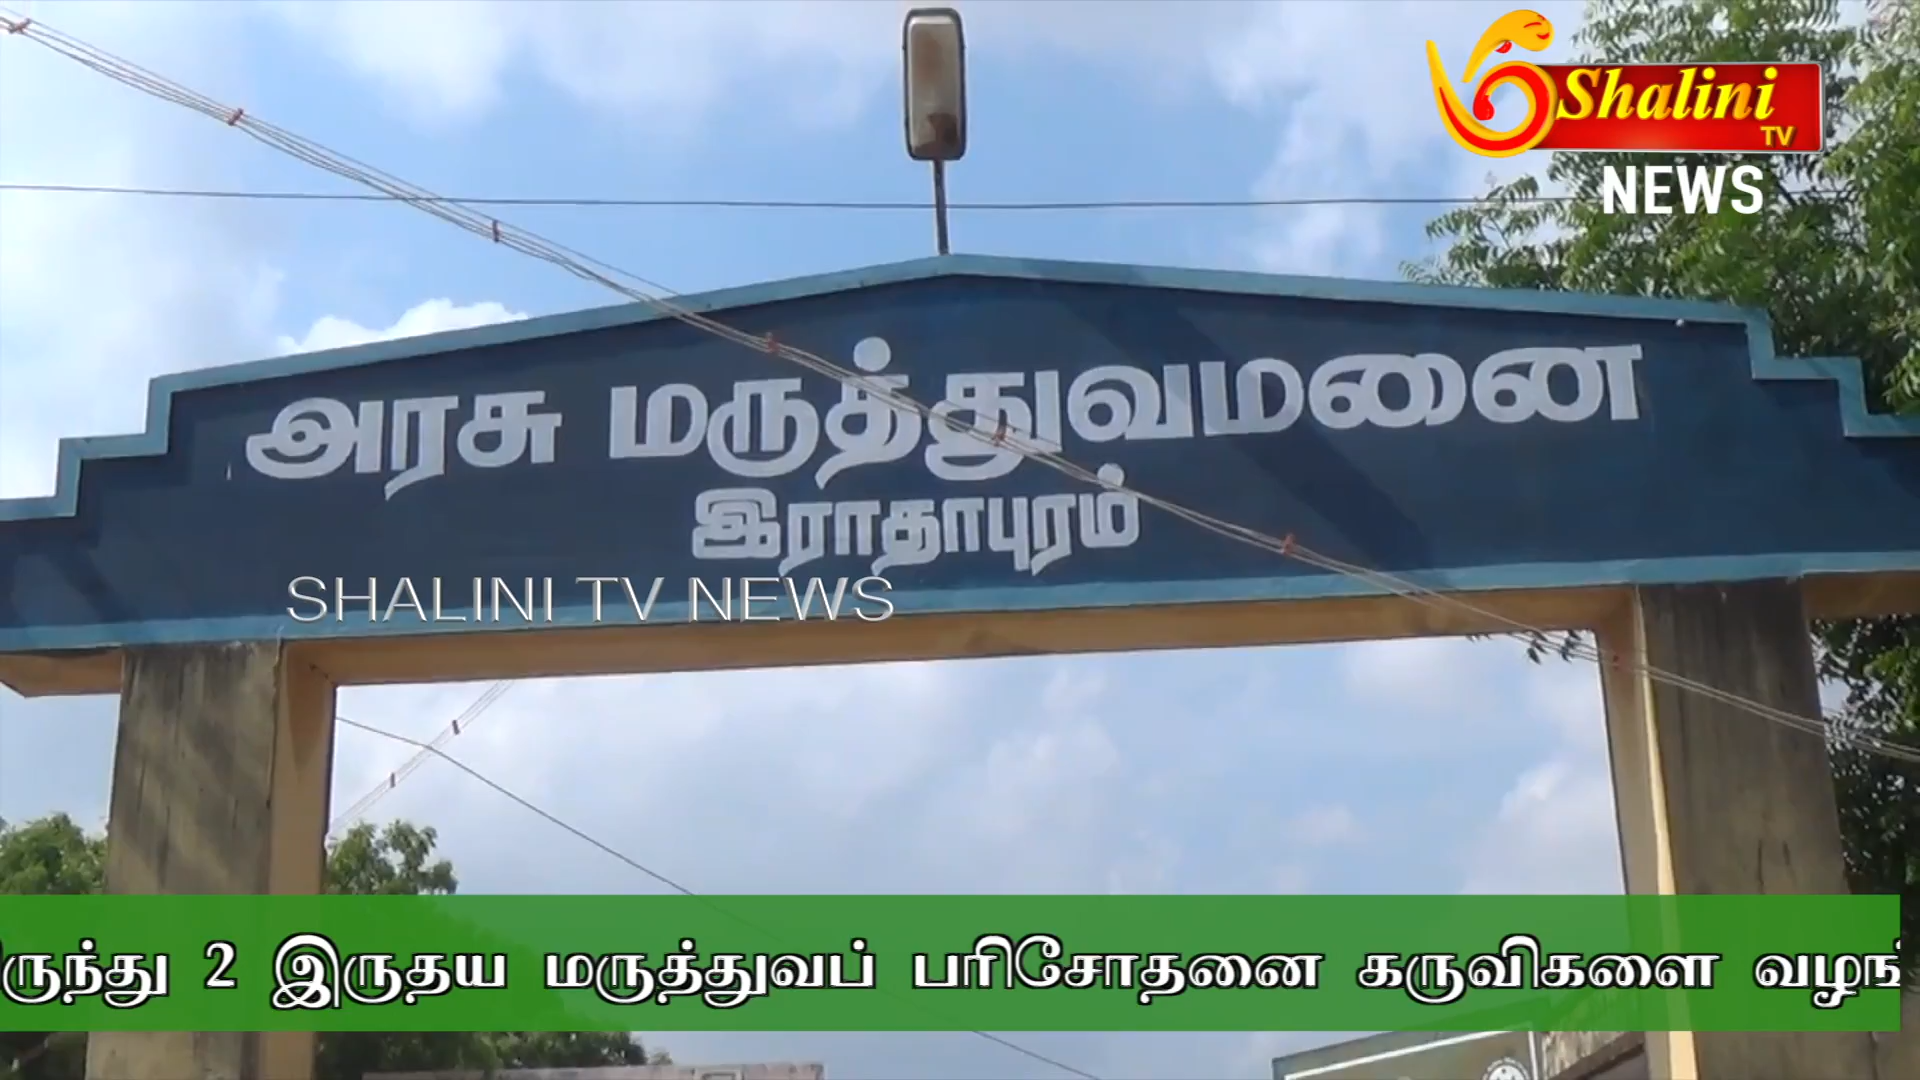 Shalini
TV
NEWS
அரசு மருத்துவமனை
இராதாபுரம்
SHALINI TV NEWS
2 இருதய மருத்துவப் பரிசோதனை கருவிகளை